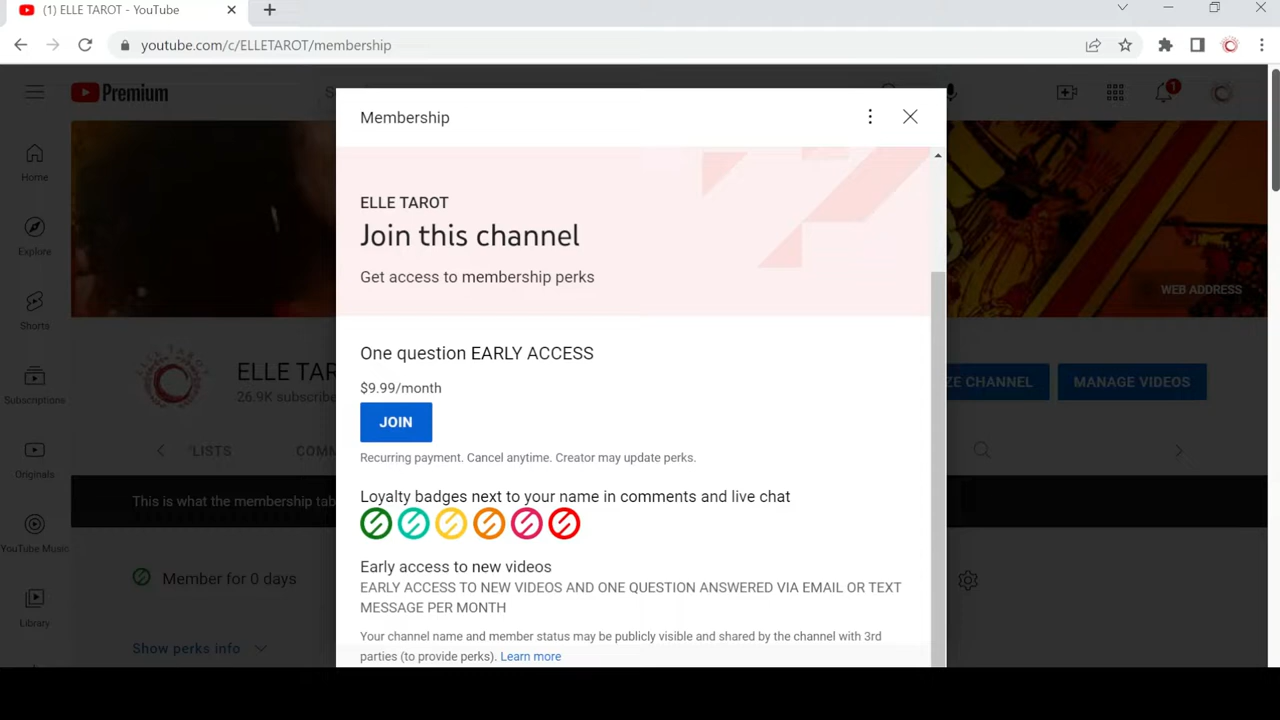 (1) ELLE TAROT - YouTube
youtube.com/c/ELLETAROT/membership
Premium
S
1
Membership
ELLE TAROT
Join this channel
Get access to membership perks
WEB ADDRESS
Home
Explore
Shorts
Subscriptions
Originals
YouTube Music
Library
ELLE TAR
26.9K subscribe
ZE CHANNEL
MANAGE VIDEOS
LISTS
COMM
This is what the membership tab
Member for 0 days
Show perks info
One question EARLY ACCESS
$9.99/month
JOIN
Recurring payment. Cancel anytime. Creator may update perks.
Loyalty badges next to your name in comments and live chat
Early access to new videos
EARLY ACCESS TO NEW VIDEOS AND ONE QUESTION ANSWERED VIA EMAIL OR TEXT
MESSAGE PER MONTH
Your channel name and member status may be publicly visible and shared by the channel with 3rd
parties (to provide perks). Learn more